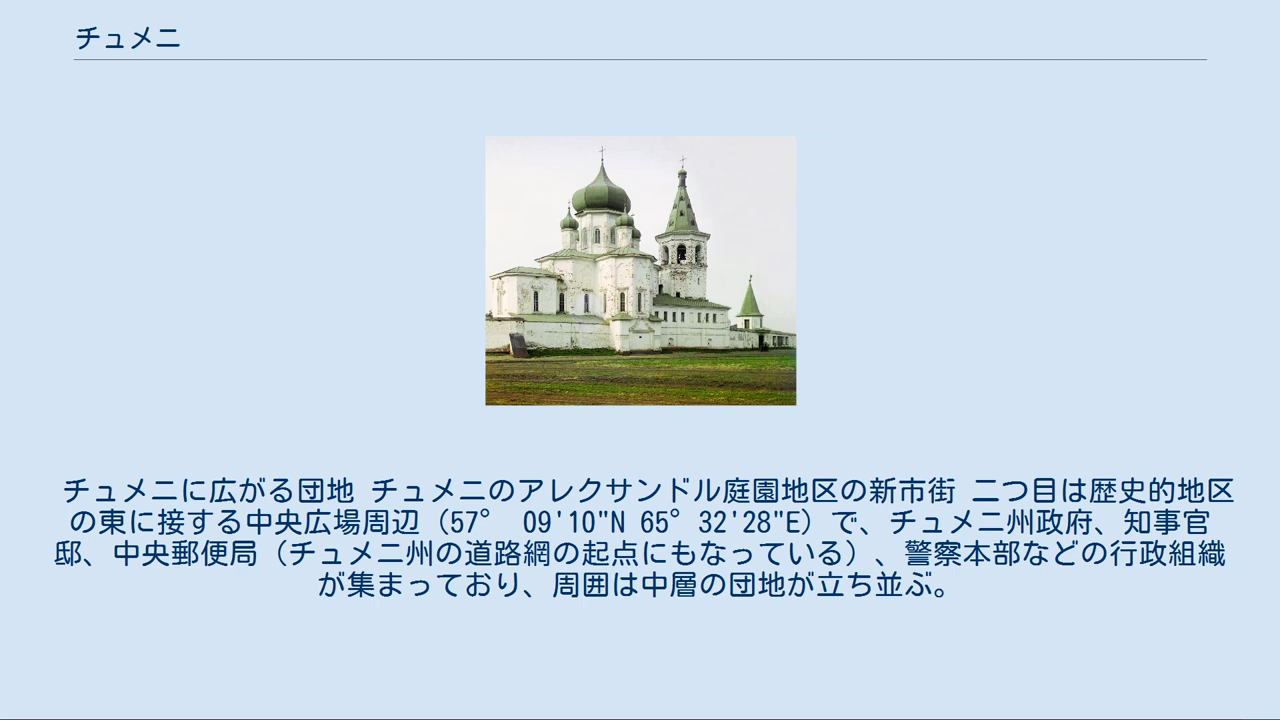 チュメニ
チュメニに広がる団地 チュメニのアレクサンドル庭園地区の新市街 二つ目は歴史的地区
の東に接する中央広場周辺（57° 09'10"N 65° 32'28"E）で、チュメニ州政府、知事官
邸、中央郵便局（チュメニ州の道路網の起点にもなっている）、警察本部などの行政組織
が集まっており、周囲は中層の団地が立ち並ぶ。